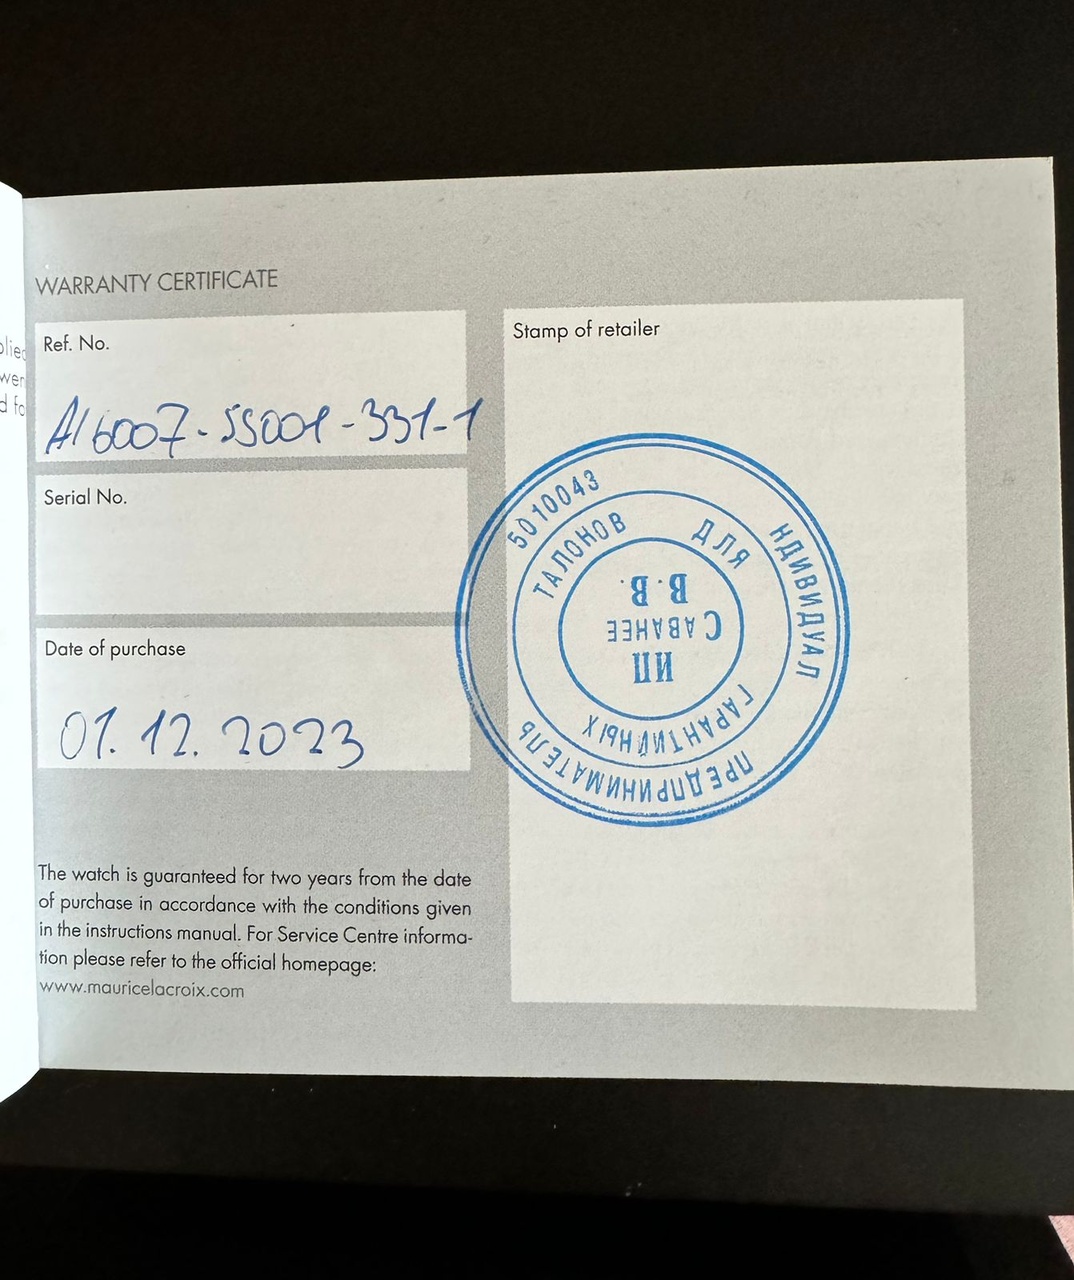 WARRANTY CERTIFICATE
Ref. No.
AI6007-SS001-331-1
Serial No.
Date of purchase
01.12.2023
The watch is guaranteed for two years from the date
of purchase in accordance with the conditions given
in the instructions manual. For Service Centre informa-
tion please refer to the official homepage:
www.mauricelacroix.com
Stamp of retailer
НДИВИДУАЛ
ПРЕДПРИНИМАТЕЛЬ
5010043
ДЛЯ
ГАРАНТИЙНЫХ
ТАЛОНОВ
ИП
САВАНЕЕ
В.В.